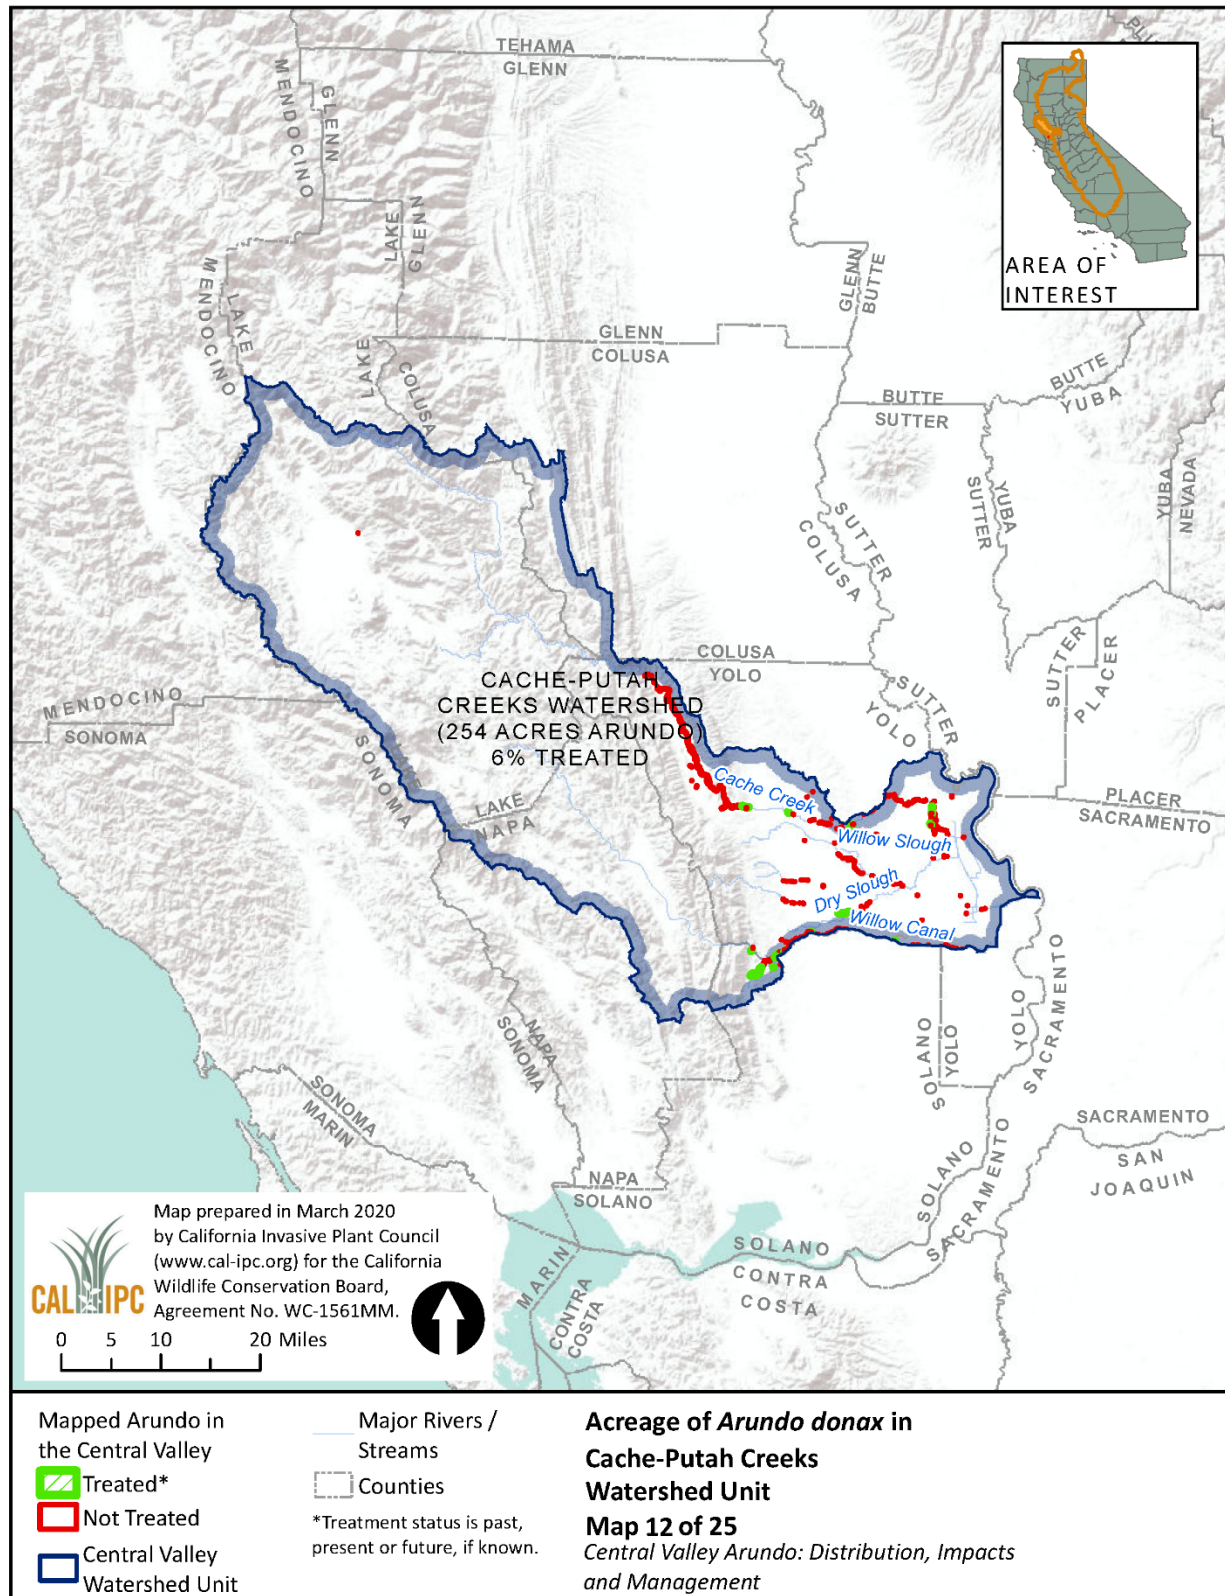 TEHAMA
GLENN
MENDOCINO
GLENN
LAKE
GLENN
MENDOCINO
LAKE
GLENN
BUTTE
GLENN
COLUSA
LAKE
COLUSA
BUTTE
SUTTER
BUTTE
YUBA
YUBA
SUTTER
YUBA
NEVADA
SUTTER
COLUSA
AREA OF
INTEREST
COLUSA
YOLO
SUTTER
YOLO
SUTTER
PLACER
CACHE-PUTAH
CREEKS WATERSHED
(254 ACRES ARUNDO)
6% TREATED
MENDOCINO
SONOMA
LAKE
SONOMA
LAKE
NAPA
Cache Creek
Willow Slough
Dry Slough
Willow Canal
PLACER
SACRAMENTO
NAPA
SONOMA
SOLANO
YOLO
YOLO
SACRAMENTO
SONOMA
MARIN
NAPA
SOLANO
SACRAMENTO
SAN
JOAQUIN
SOLANO
SACRAMENTO
SOLANO
CONTRA
COSTA
MARIN
CONTRA
COSTA
CAL-IPC
Map prepared in March 2020
by California Invasive Plant Council
(www.cal-ipc.org) for the California
Wildlife Conservation Board,
Agreement No. WC-1561MM.
0 5 10 20 Miles
Mapped Arundo in
the Central Valley
Treated*
Not Treated
Central Valley
Watershed Unit
Major Rivers /
Streams
Counties
*Treatment status is past,
present or future, if known.
Acreage of Arundo donax in
Cache-Putah Creeks
Watershed Unit
Map 12 of 25
Central Valley Arundo: Distribution, Impacts
and Management